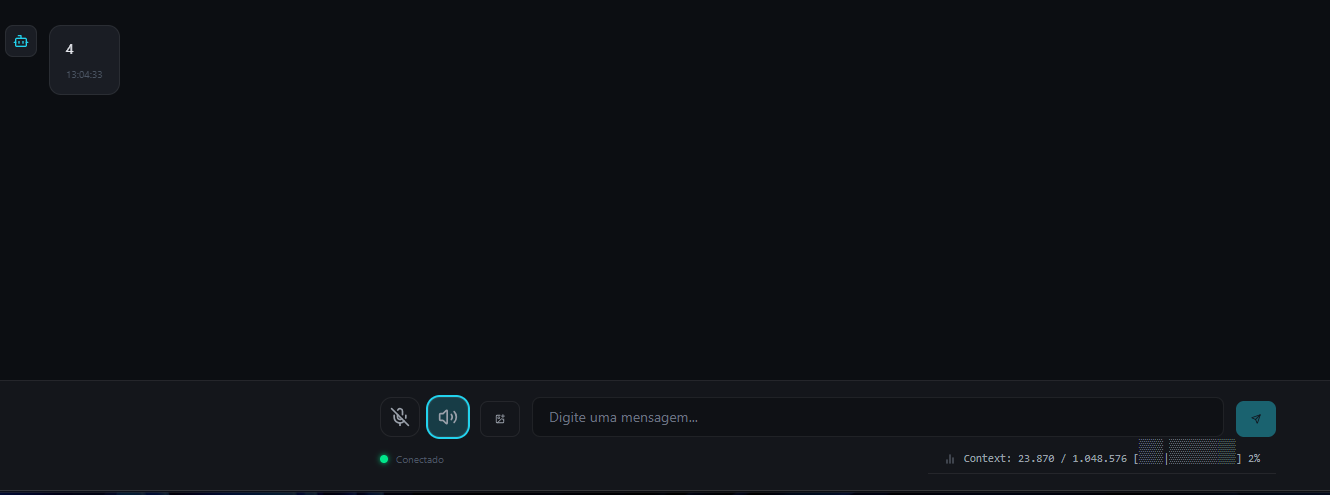 4
13:04:33
Digite uma mensagem...
Conectado
Context: 23.870 / 1.048.576 [░░░|░░░░░░░░] 2%